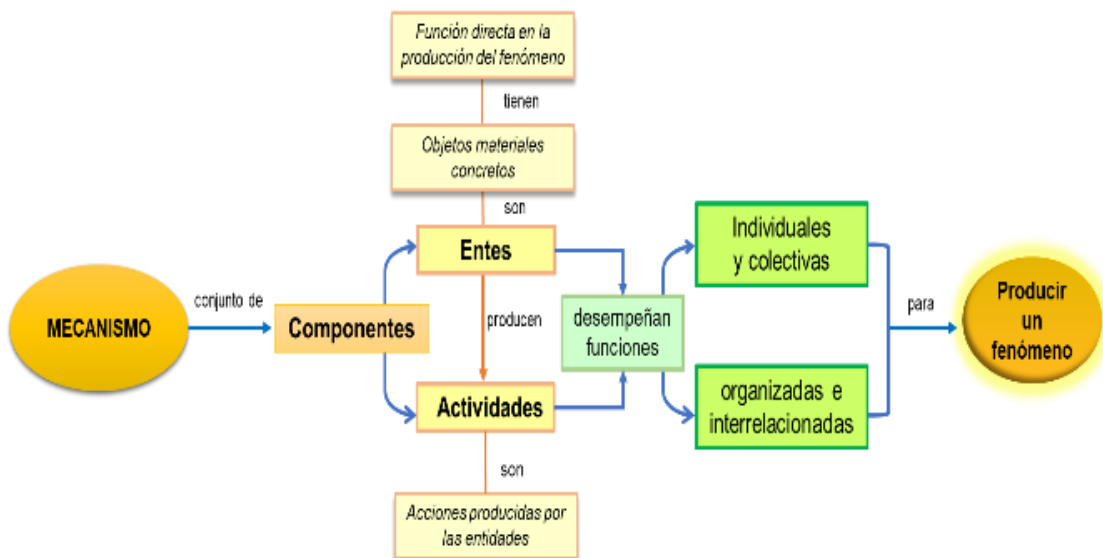 Función directa en la
producción del fenómeno
tienen
Objetos materiales
concretos
son
Entes
MECANISMO
conjunto de
Componentes
producen
Actividades
son
Acciones producidas por
las entidades
desempeñan
funciones
Individuales
y colectivas
organizadas e
interrelacionadas
para
Producir
un
fenómeno